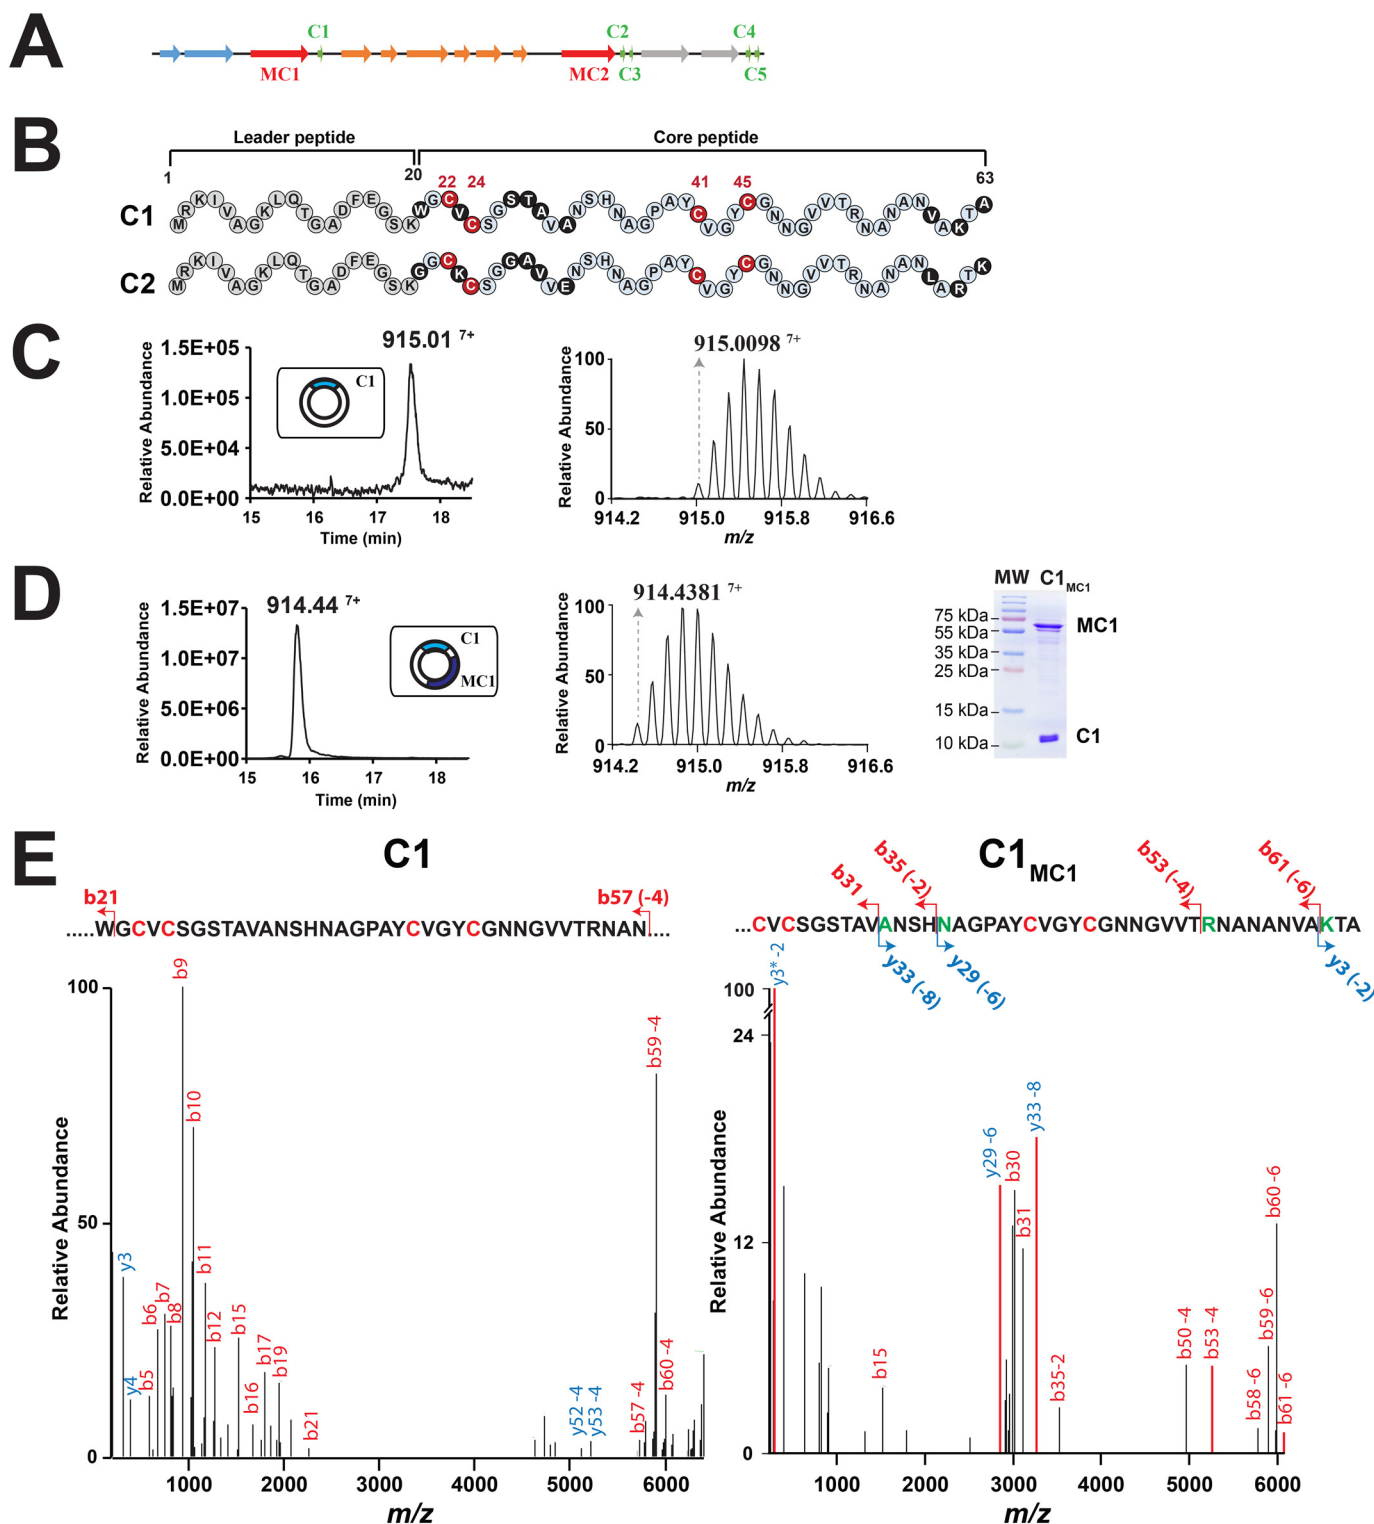 A
C1 C2 C4
MC1 MC2 C3 C5
B
Leader peptide Core peptide
1 20 22 24 41 45 63
C1 MRKIVAGKLQTGADFEGSKWGCVCSGSTAVANSHNAGPAYCVGYCGNNGVVTRNANANVAKTA
C2 MRKIVAGKLQTGADFEGSKGGCKCSGGAVVENSHNAGPAYCVGYCGNNGVVTRNANANLARTK
C
915.01 7+
Relative Abundance
1.5E+05
1.0E+05
5.0E+04
0.0E+00
C1
15 16 17 18
Time (min)
915.0098 7+
Relative Abundance
100
50
0
914.2 915.0 915.8 916.6
m/z
D
914.44 7+
Relative Abundance
1.5E+07
1.0E+07
5.0E+06
0.0E+00
C1
MC1
15 16 17 18
Time (min)
914.4381 7+
Relative Abundance
100
50
0
914.2 915.0 915.8 916.6
m/z
MW C1MC1
75 kDa
55 kDa
35 kDa
25 kDa
15 kDa
10 kDa
MC1
C1
E
C1
b21 b57 (-4)
.....WGCVCSGSTAVANSHNAGPAYCVGYCGNNGVVTRNAN....
Relative Abundance
100
50
0
y3
y4
b5
b6
b7
b8
b9
b10
b11
b12
b15
b16
b17
b19
b21
y52 -4
y53 -4
b57 -4
b59 -4
b60 -4
1000 2000 3000 4000 5000 6000
m/z
C1MC1
b31 b35 (-2) b53 (-4) b61 (-6)
...CVCSGSTAVANSHNAGPAYCVGYCGNNGVVTRNANANVAKTA
y33 (-8) y29 (-6) y3 (-2)
Relative Abundance
100
24
12
0
y3* -2
b15
y29 -6
b30
b31
y33 -8
b35-2
b50 -4
b53 -4
b58 -6
b59 -6
b60 -6
b61 -6
1000 2000 3000 4000 5000 6000
m/z